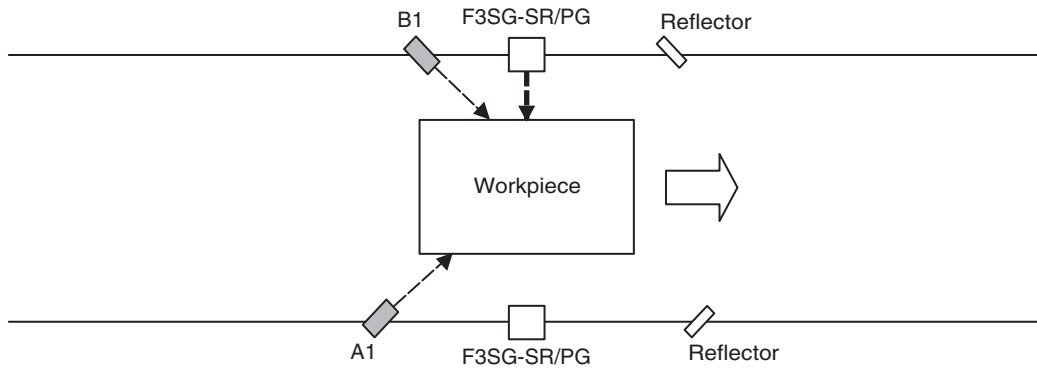 B1
F3SG-SR/PG
Reflector
Workpiece
A1
F3SG-SR/PG
Reflector